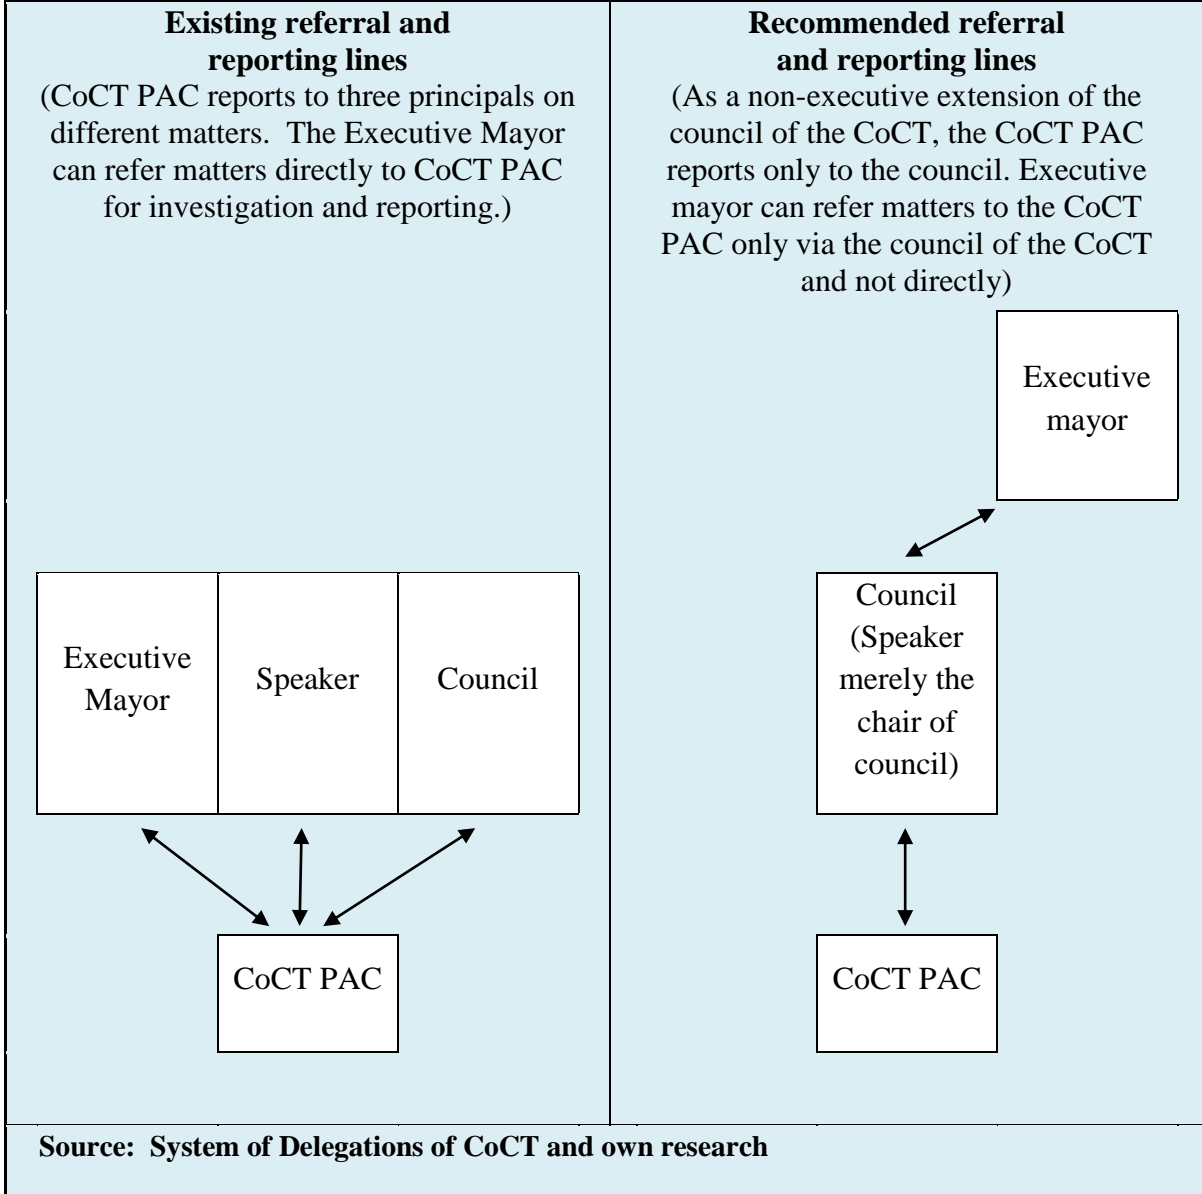 Existing referral and
reporting lines
(CoCT PAC reports to three principals on
different matters.  The Executive Mayor
can refer matters directly to CoCT PAC
for investigation and reporting.)
Recommended referral
and reporting lines
(As a non-executive extension of the
council of the CoCT, the CoCT PAC
reports only to the council. Executive
mayor can refer matters to the CoCT
PAC only via the council of the CoCT
and not directly)
Executive
Mayor
Speaker
Council
CoCT PAC
Executive
mayor
Council
(Speaker
merely the
chair of
council)
CoCT PAC
Source:  System of Delegations of CoCT and own research